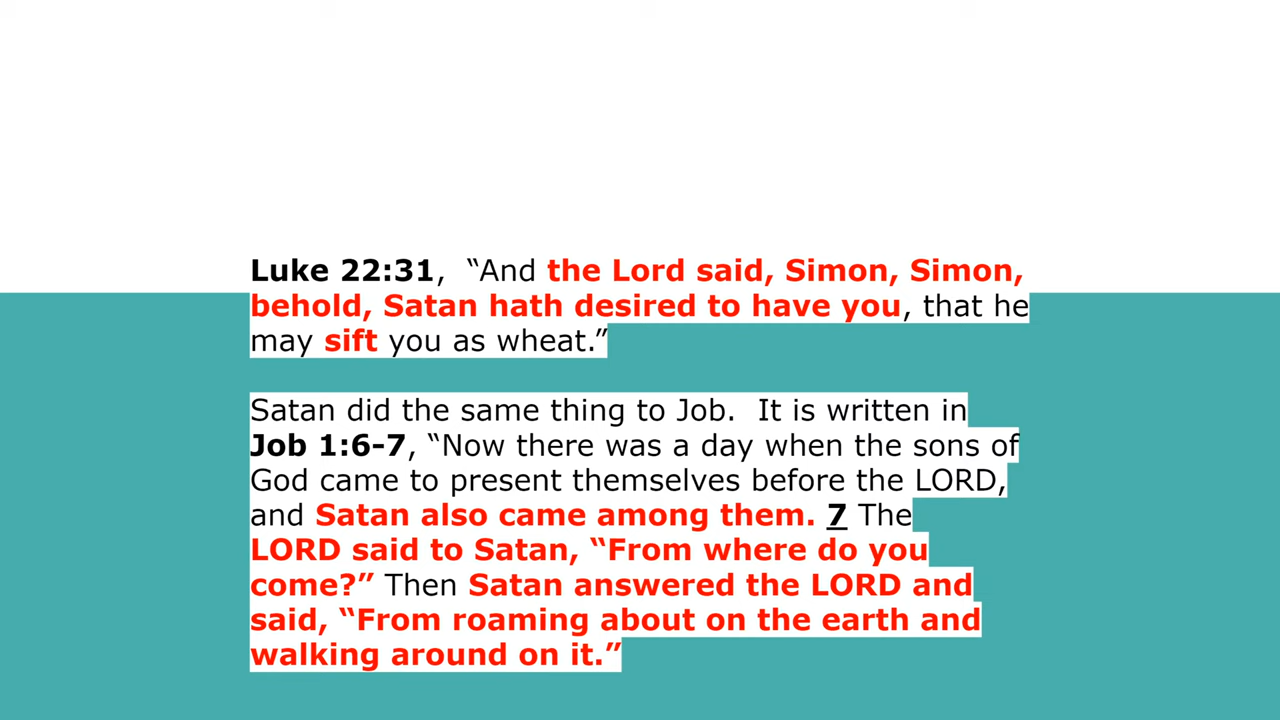 Luke 22:31,  “And the Lord said, Simon, Simon,
behold, Satan hath desired to have you, that he
may sift you as wheat.”
Satan did the same thing to Job.  It is written in
Job 1:6-7, “Now there was a day when the sons of
God came to present themselves before the LORD,
and Satan also came among them. 7 The
LORD said to Satan, “From where do you
come?” Then Satan answered the LORD and
said, “From roaming about on the earth and
walking around on it.”